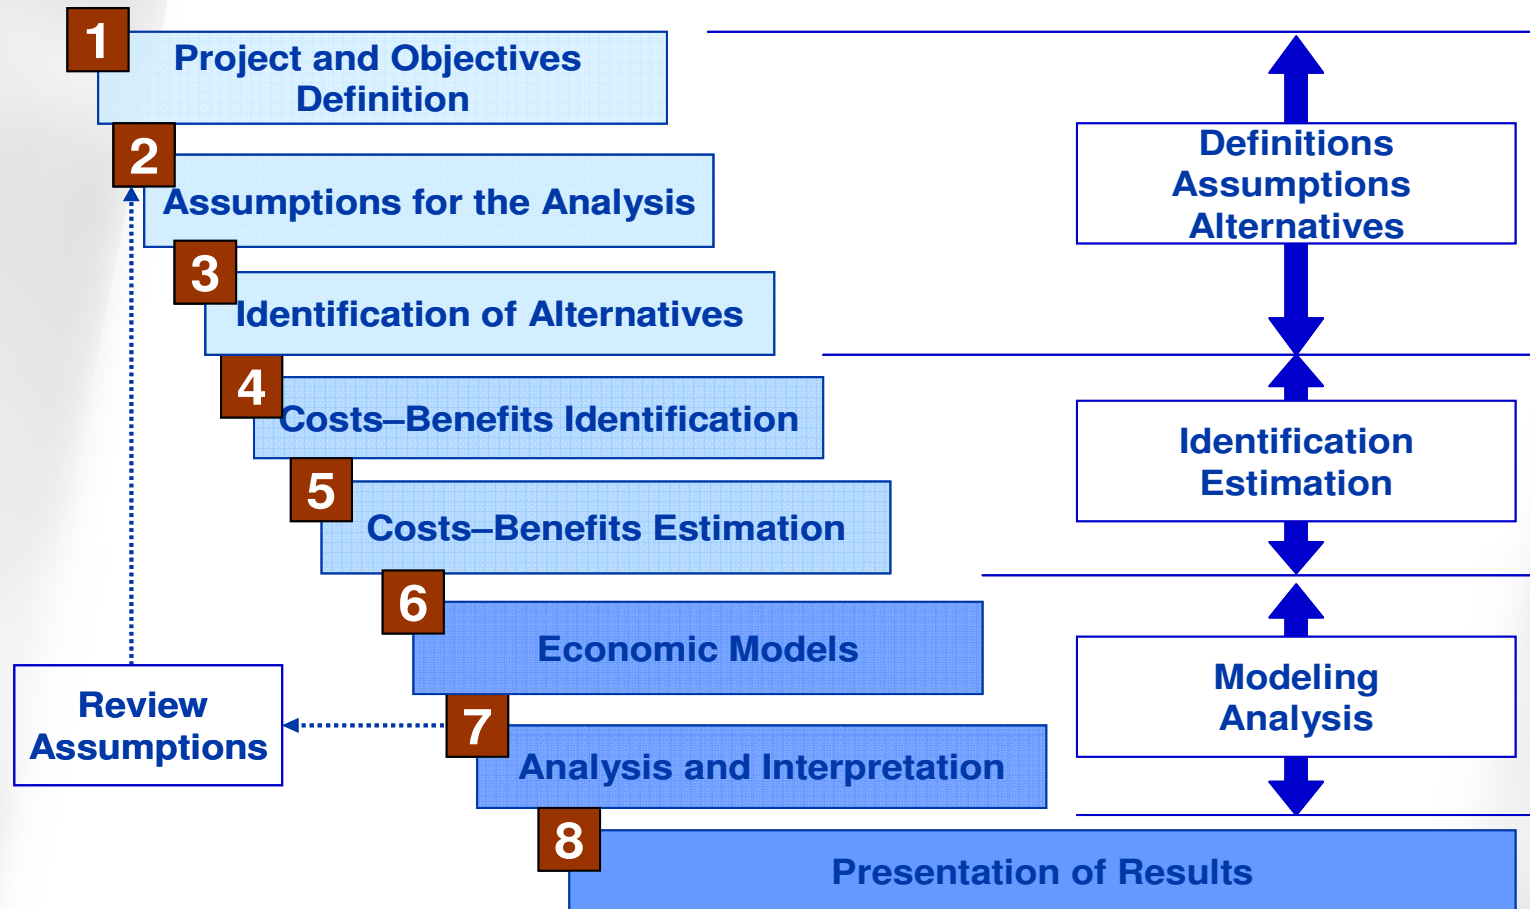 1
Project and Objectives
Definition
2
Assumptions for the Analysis
3
Identification of Alternatives
4
Costs–Benefits Identification
5
Costs–Benefits Estimation
6
Economic Models
7
Analysis and Interpretation
8
Presentation of Results
Review
Assumptions
Definitions
Assumptions
Alternatives
Identification
Estimation
Modeling
Analysis